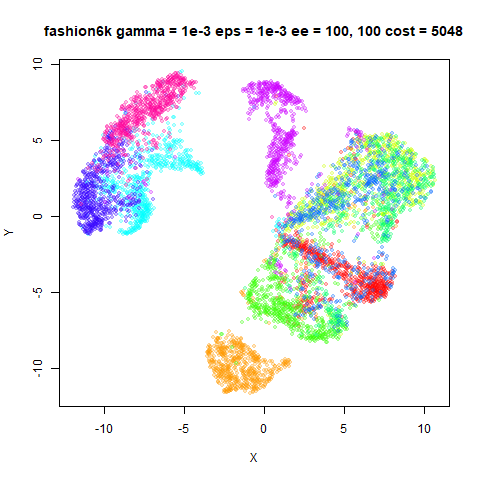 fashion6k gamma = 1e-3 eps = 1e-3 ee = 100, 100 cost = 5048
10
5
0
-5
-10
Y
-10 -5 0 5 10
X